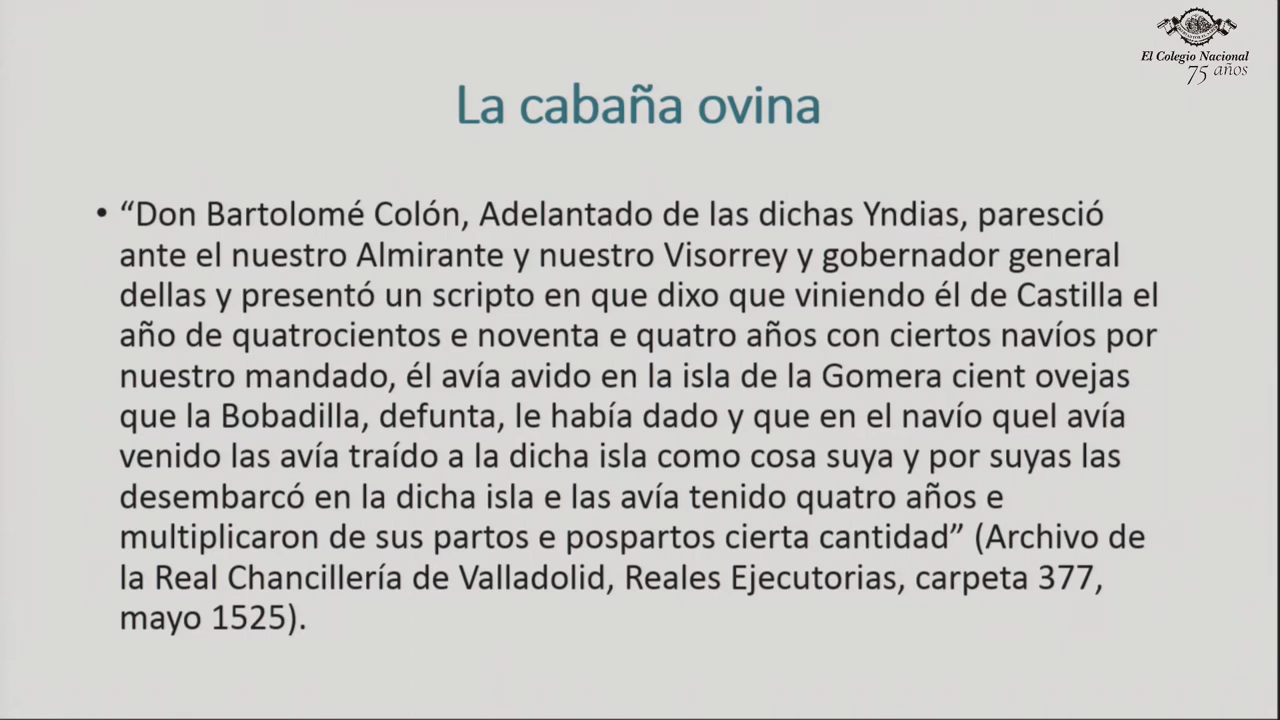 El Colegio Nacional
75 años
La cabaña ovina
• “Don Bartolomé Colón, Adelantado de las dichas Yndias, paresció
ante el nuestro Almirante y nuestro Visorrey y gobernador general
dellas y presentó un scripto en que dixo que viniendo él de Castilla el
año de quatrocientos e noventa e quatro años con ciertos navíos por
nuestro mandado, él avía avido en la isla de la Gomera cient ovejas
que la Bobadilla, defunta, le había dado y que en el navío quel avía
venido las avía traído a la dicha isla como cosa suya y por suyas las
desembarcó en la dicha isla e las avía tenido quatro años e
multiplicaron de sus partos e pospartos cierta cantidad” (Archivo de
la Real Chancillería de Valladolid, Reales Ejecutorias, carpeta 377,
mayo 1525).